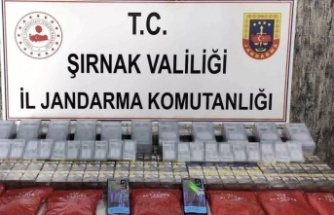 T.C.
ŞIRNAK VALİLİĞİ
İL JANDARMA KOMUTANLIĞI